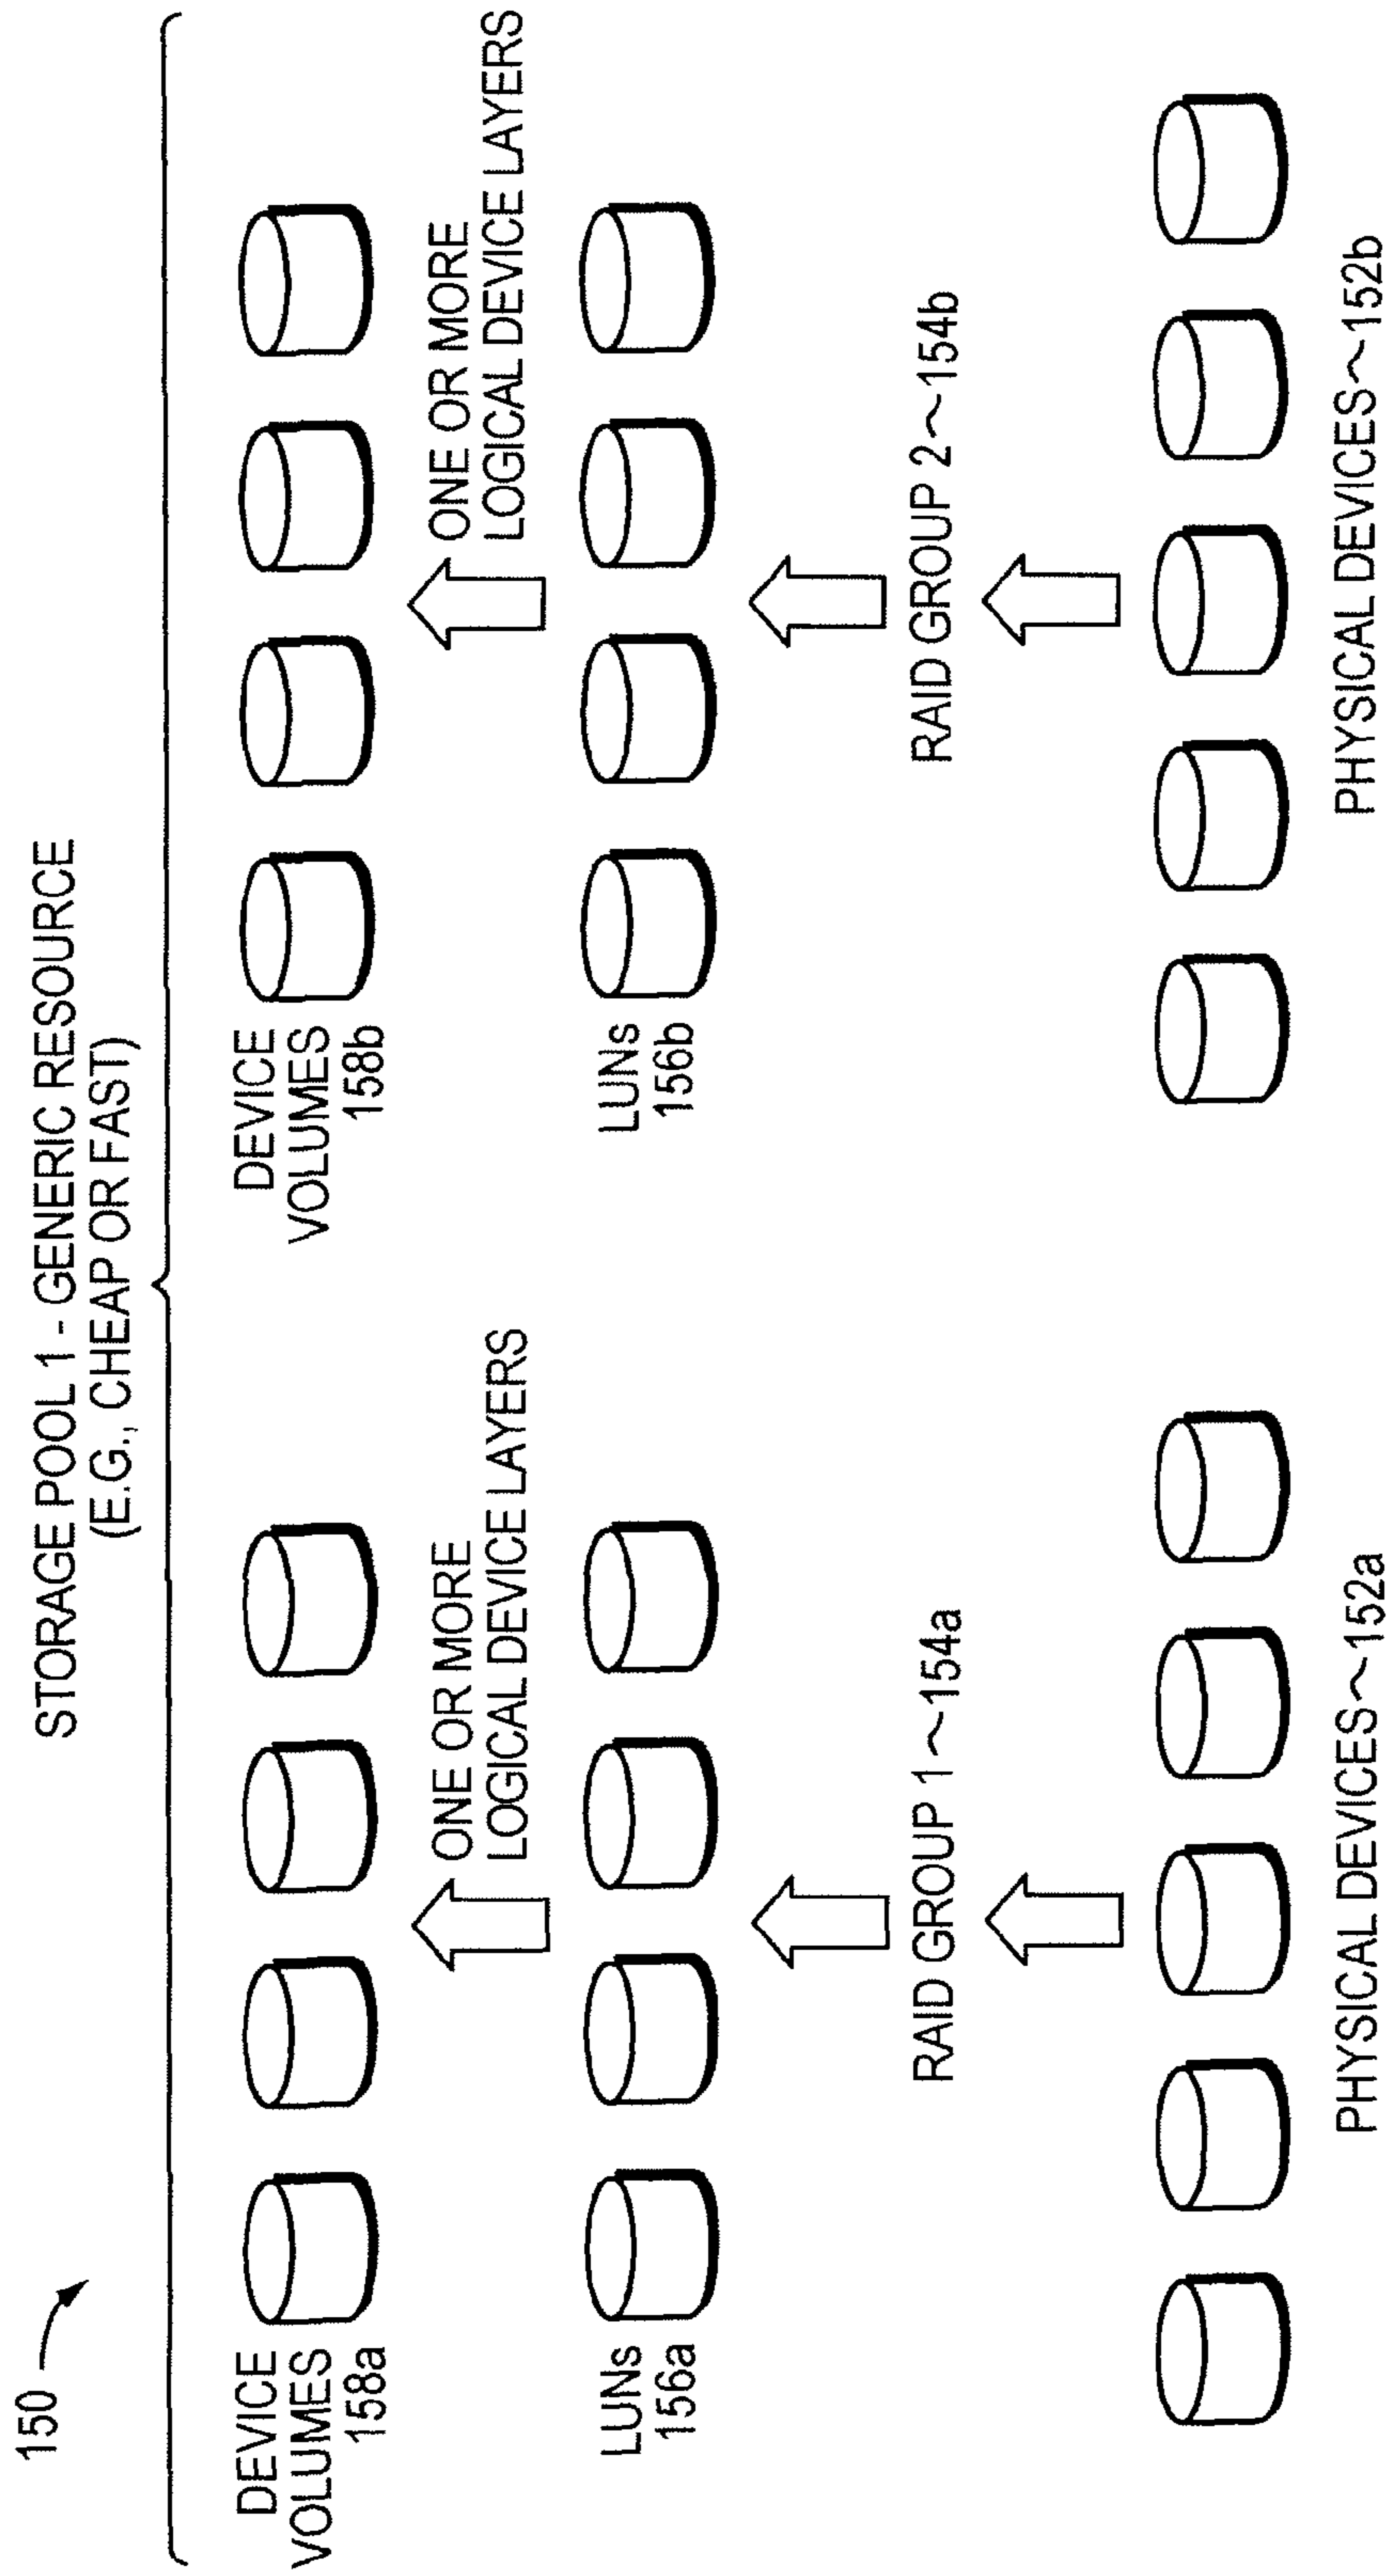 150
STORAGE POOL 1 - GENERIC RESOURCE
(E.G., CHEAP OR FAST)
DEVICE
VOLUMES
158a
DEVICE
VOLUMES
158b
ONE OR MORE
LOGICAL DEVICE LAYERS
ONE OR MORE
LOGICAL DEVICE LAYERS
LUNs
156a
LUNs
156b
RAID GROUP 1~154a
RAID GROUP 2~154b
PHYSICAL DEVICES~152a
PHYSICAL DEVICES~152b